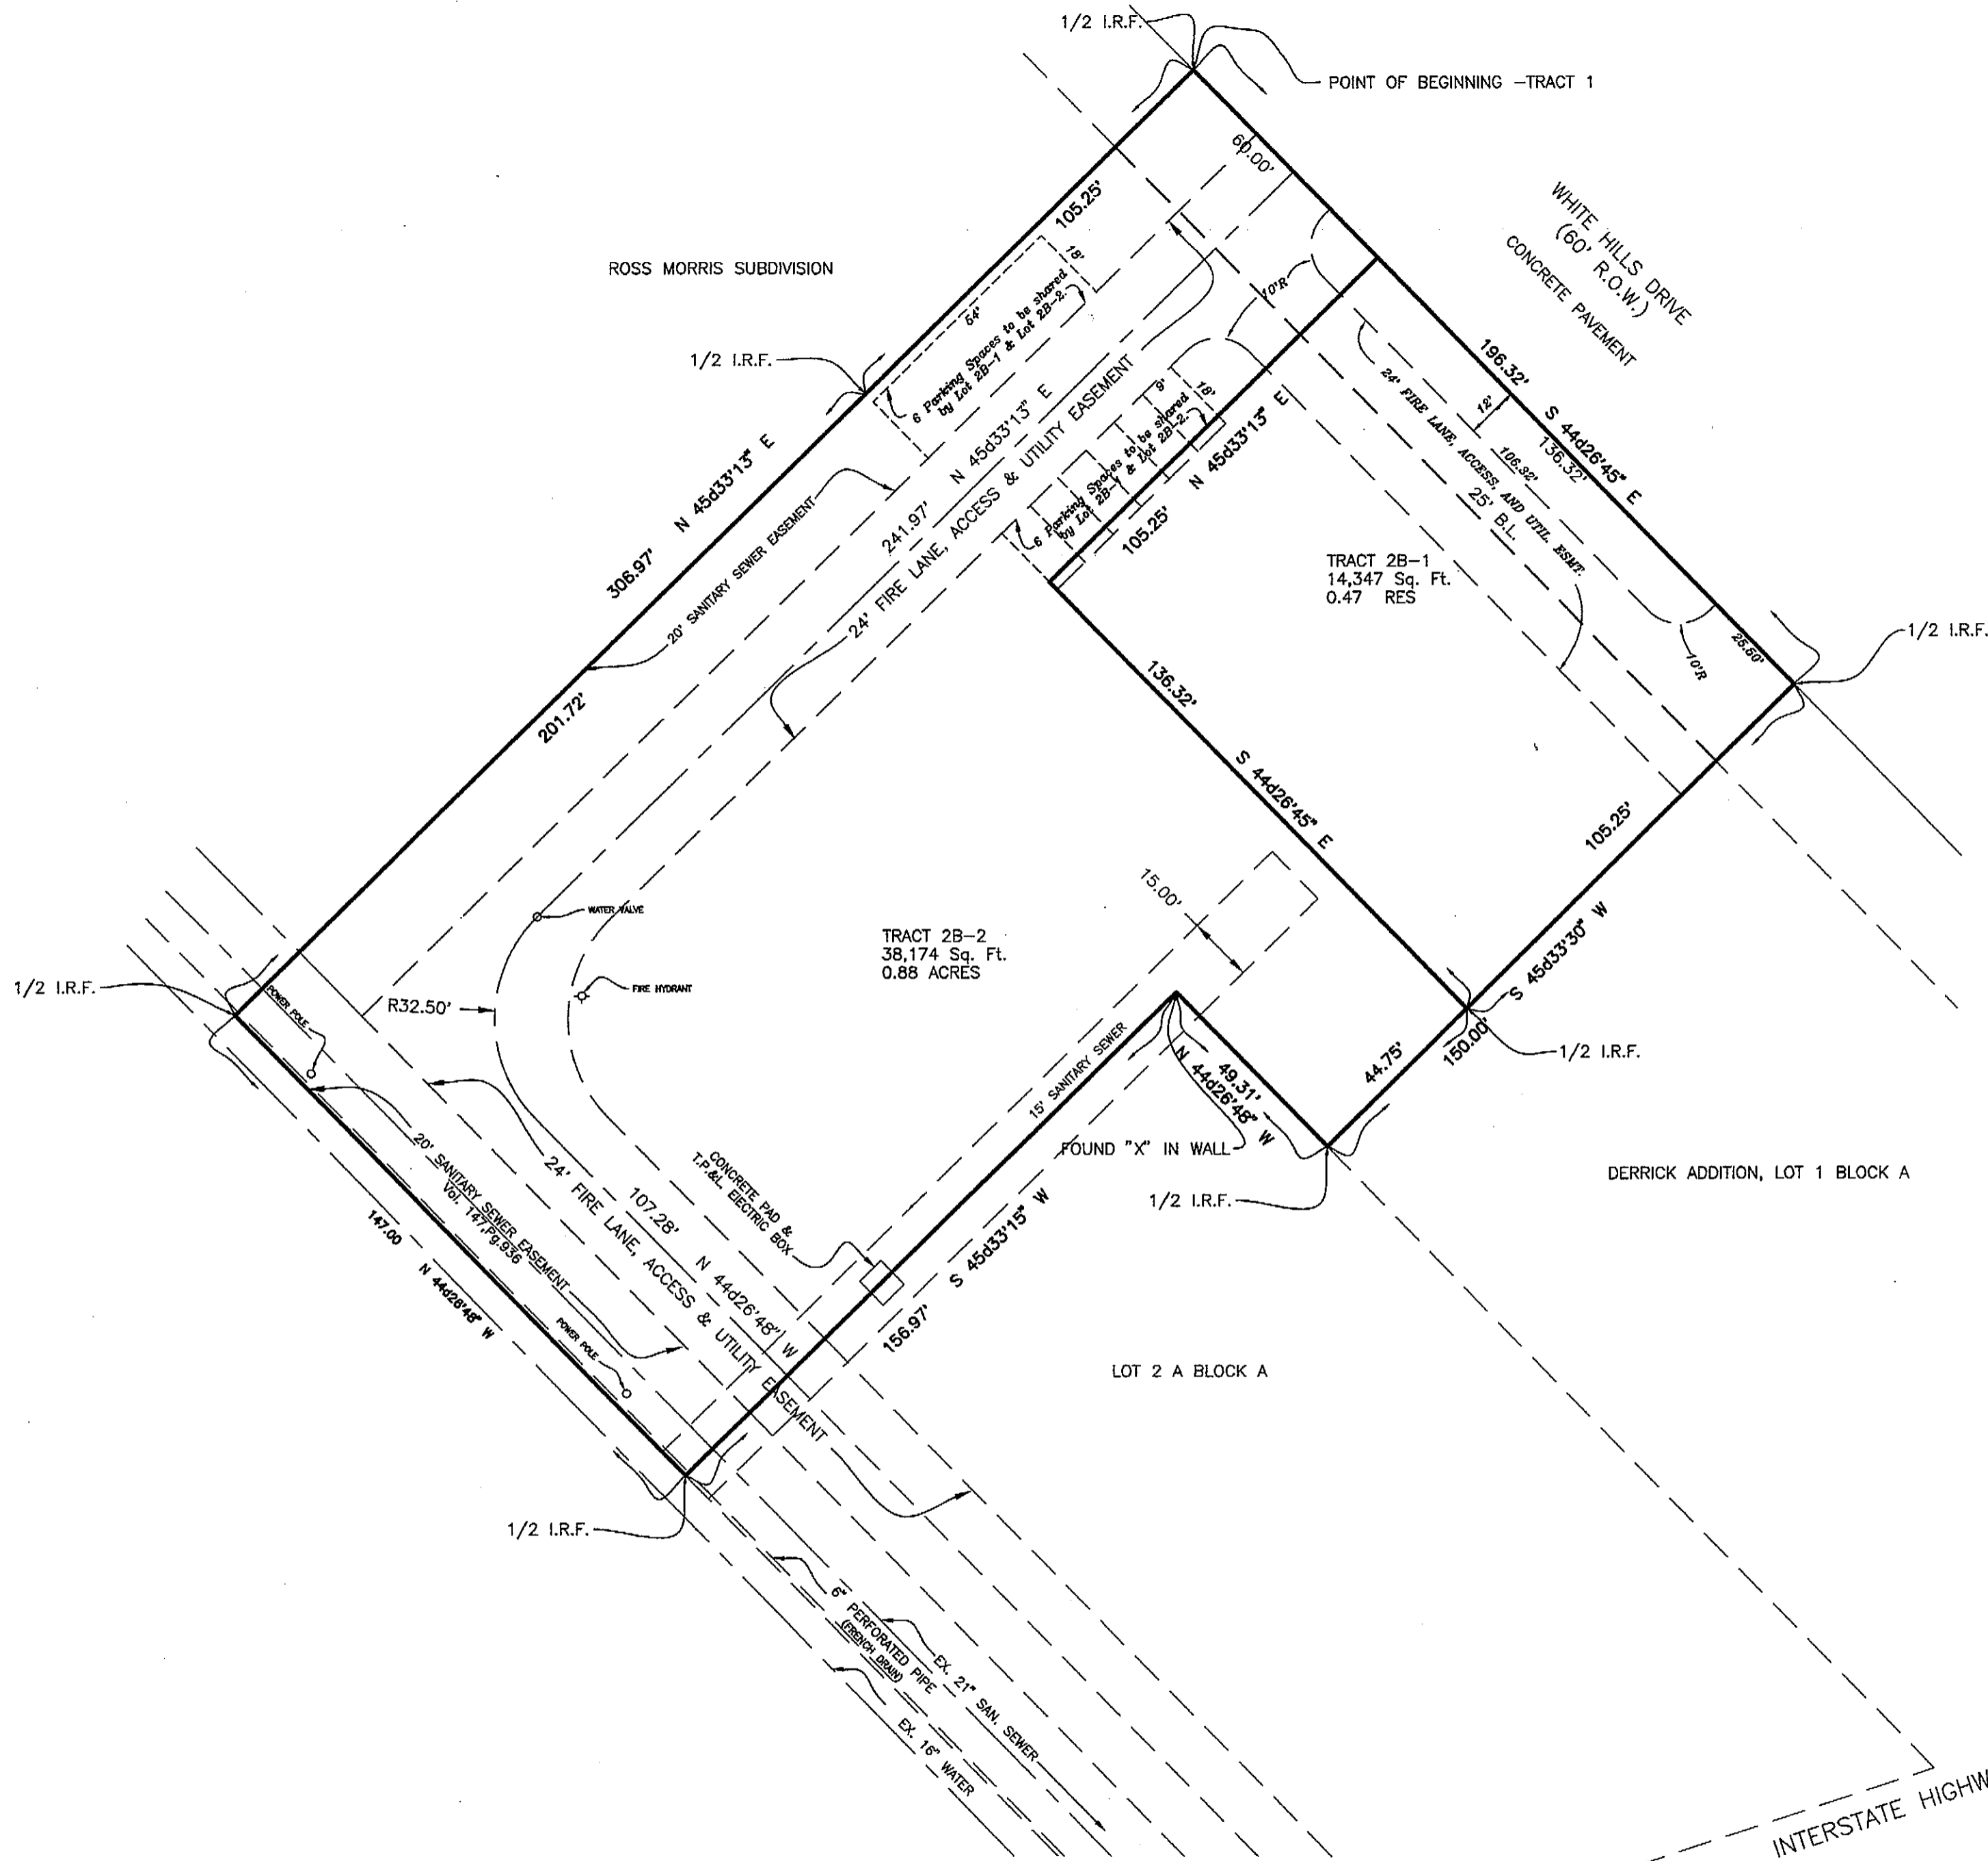 1/2 I.R.F.
POINT OF BEGINNING -TRACT 1
60.00'
WHITE HILLS DRIVE
(60' R.O.W.)
CONCRETE PAVEMENT
105.25'
ROSS MORRIS SUBDIVISION
18'
54'
6 Parking Spaces to be shared
by Lot 2B-1 & Lot 2B-2.
10'R
1/2 I.R.F.
196.32'
S 44d26'45" E
136.32'
12'
24' FIRE LANE, ACCESS, AND UTIL. ESMT.
106.32'
25' B.L.
9'
18'
6 Parking Spaces to be shared
by Lot 2B-1 & Lot 2B-2.
N 45d33'13" E
105.25'
N 45d33'13" E
306.97'
20' SANITARY SEWER EASEMENT
241.97'
N 45d33'13" E
24' FIRE LANE, ACCESS & UTILITY EASEMENT
TRACT 2B-1
14,347 Sq. Ft.
0.47 RES
1/2 I.R.F.
25.50'
10'R
136.32'
S 44d26'45" E
201.72'
105.25'
S 45d33'30" W
150.00'
15.00'
WATER VALVE
TRACT 2B-2
38,174 Sq. Ft.
0.88 ACRES
1/2 I.R.F.
POWER POLE
R32.50'
FIRE HYDRANT
15' SANITARY SEWER
49.31'
N 44d26'48" W
44.75'
1/2 I.R.F.
FOUND "X" IN WALL
1/2 I.R.F.
DERRICK ADDITION, LOT 1 BLOCK A
CONCRETE PAD &
T.P.&L. ELECTRIC BOX
20' SANITARY SEWER EASEMENT
Vol. 147,Pg.936
24' FIRE LANE, ACCESS & UTILITY EASEMENT
107.28'
N 44d26'48" W
147.00
N 44d26'48" W
POWER POLE
156.97'
S 45d33'15" W
LOT 2 A BLOCK A
1/2 I.R.F.
6" PERFORATED PIPE
(FRENCH DRAIN)
EX. 21" SAN. SEWER
EX. 16" WATER
INTERSTATE HIGHW